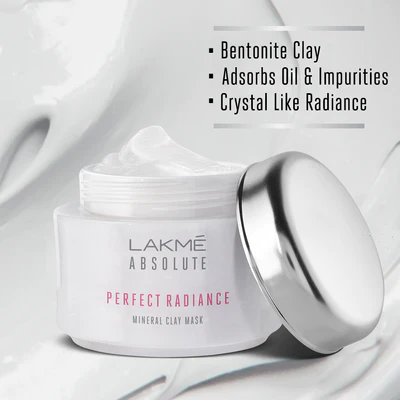 • Bentonite Clay
• Adsorbs Oil & Impurities
• Crystal Like Radiance
LAKMÉ
ABSOLUTE
PERFECT RADIANCE
MINERAL CLAY MASK